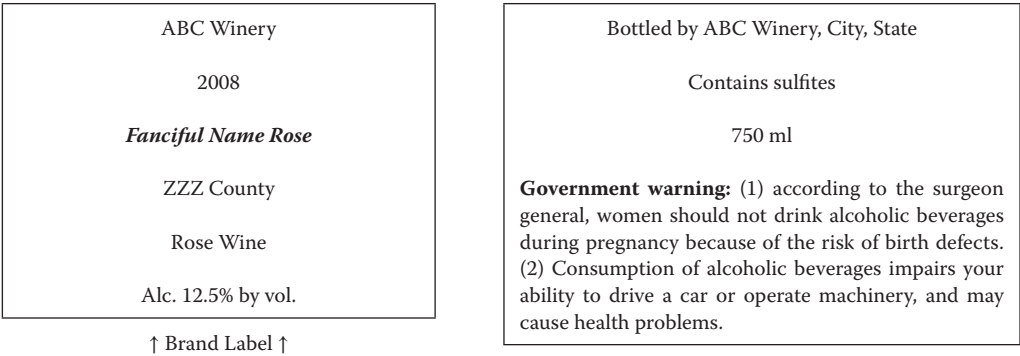 ABC Winery
2008
Fanciful Name Rose
ZZZ County
Rose Wine
Alc. 12.5% by vol.
↑ Brand Label ↑
Bottled by ABC Winery, City, State
Contains sulfites
750 ml
Government warning: (1) according to the surgeon
general, women should not drink alcoholic beverages
during pregnancy because of the risk of birth defects.
(2) Consumption of alcoholic beverages impairs your
ability to drive a car or operate machinery, and may
cause health problems.